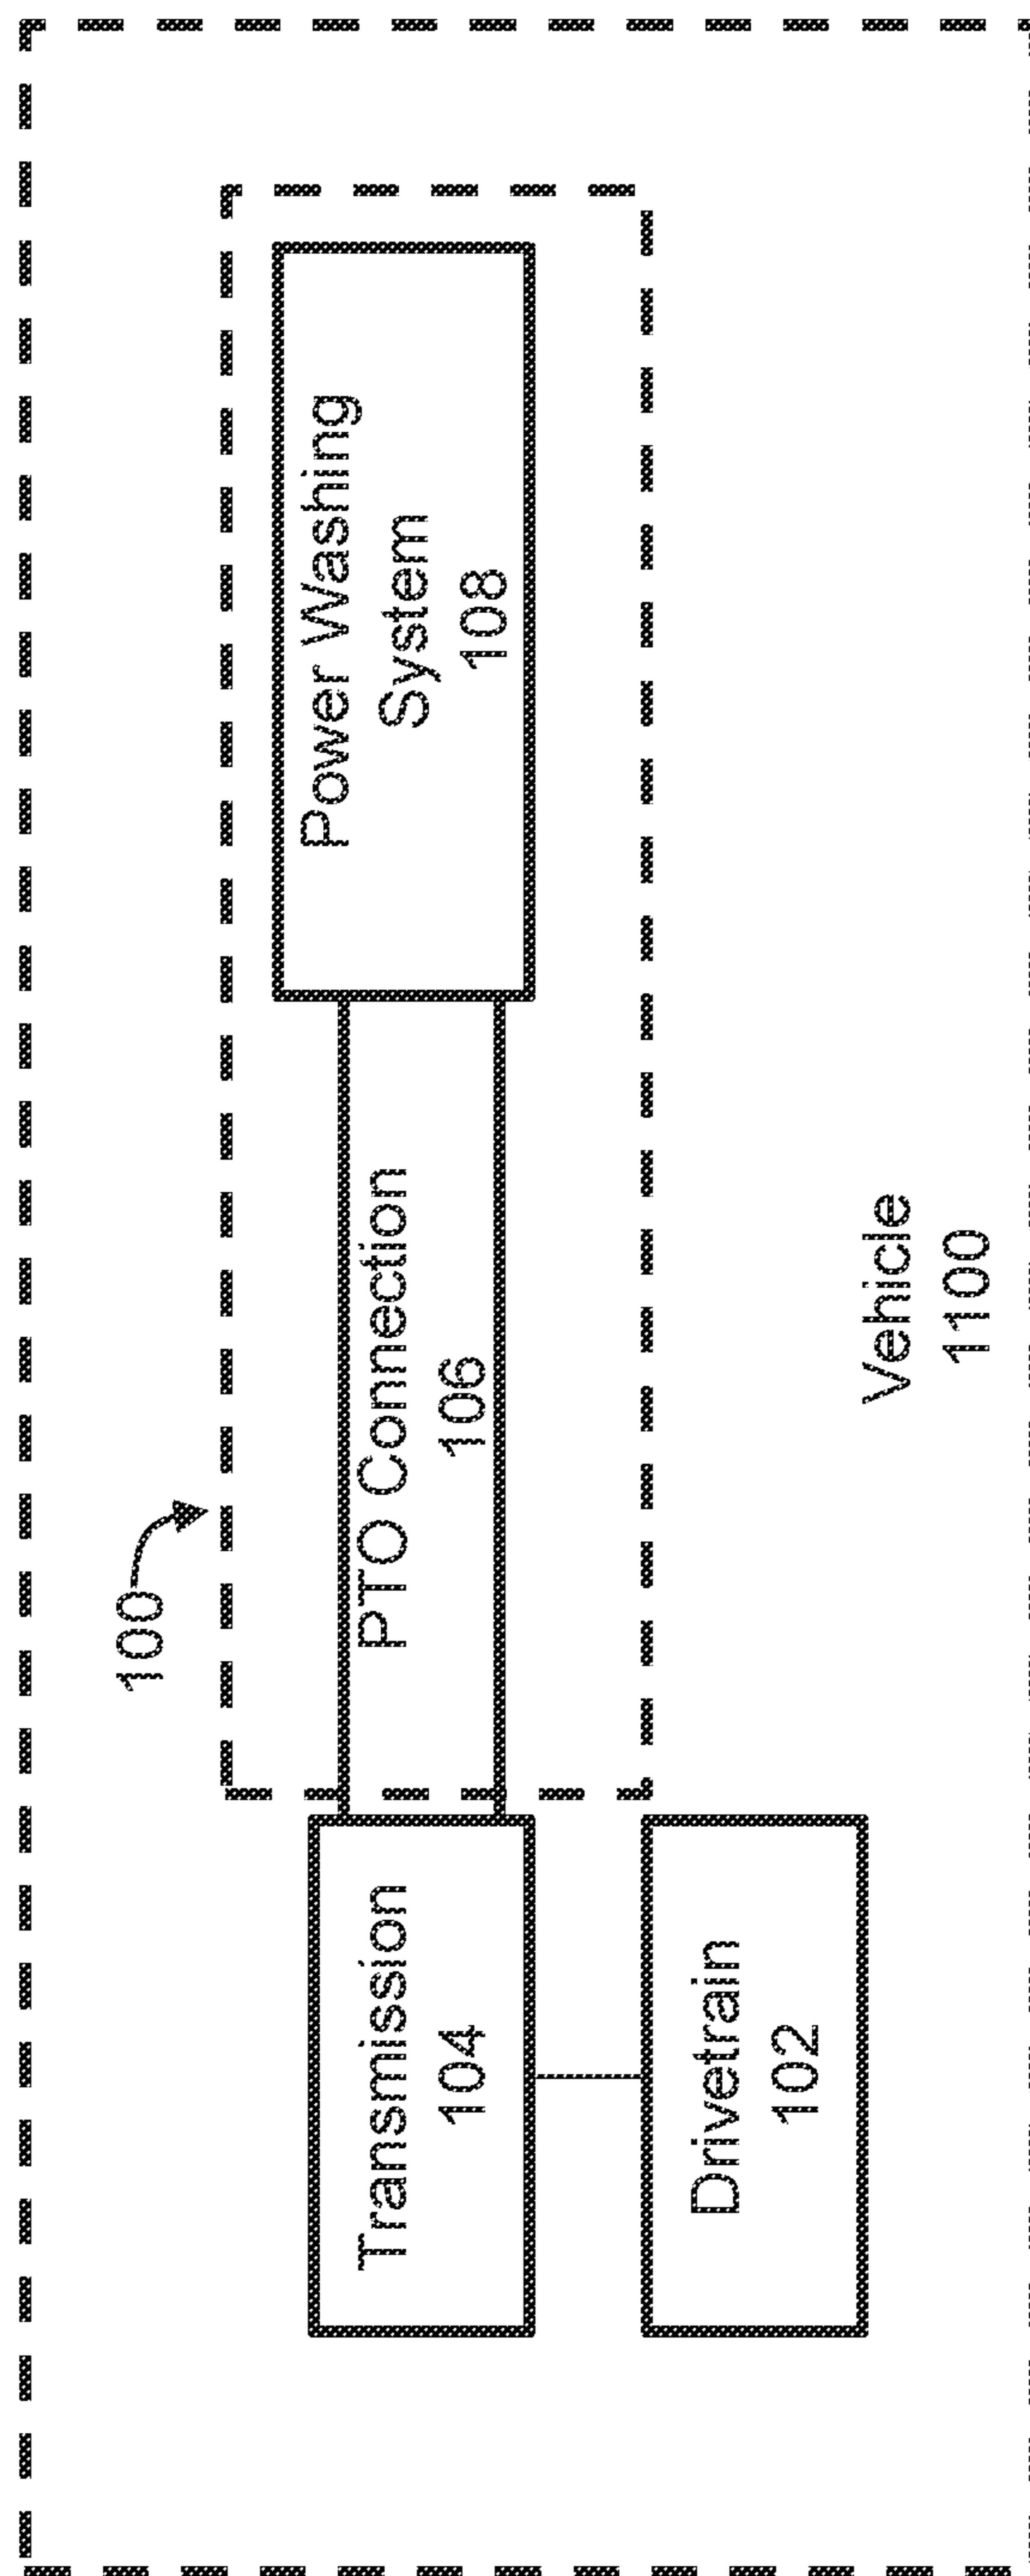 100
Transmission
104
PTO Connection
106
Power Washing
System
108
Drivetrain
102
Vehicle
1100